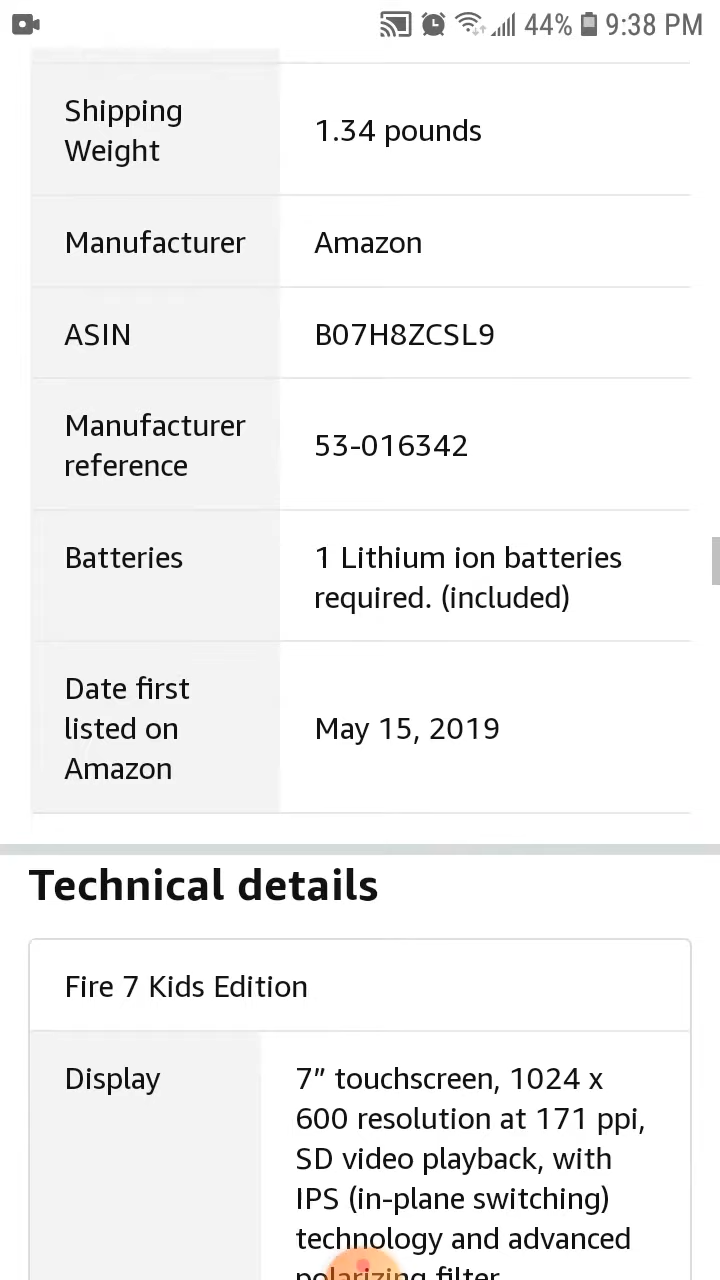 44% 9:38 PM
Shipping
Weight
1.34 pounds
Manufacturer
Amazon
ASIN
B07H8ZCSL9
Manufacturer
reference
53-016342
Batteries
1 Lithium ion batteries
required. (included)
Date first
listed on
Amazon
May 15, 2019
Technical details
Fire 7 Kids Edition
Display
7” touchscreen, 1024 x
600 resolution at 171 ppi,
SD video playback, with
IPS (in-plane switching)
technology and advanced
polarizing filter